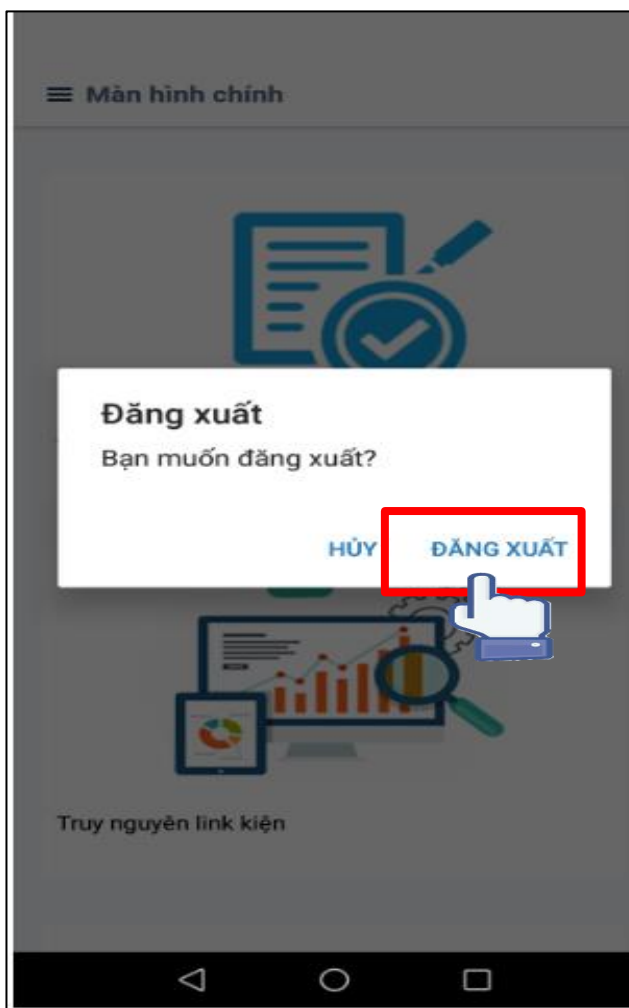 Màn hình chính
Đăng xuất
Bạn muốn đăng xuất?
HỦY ĐĂNG XUẤT
Truy nguyên link kiện